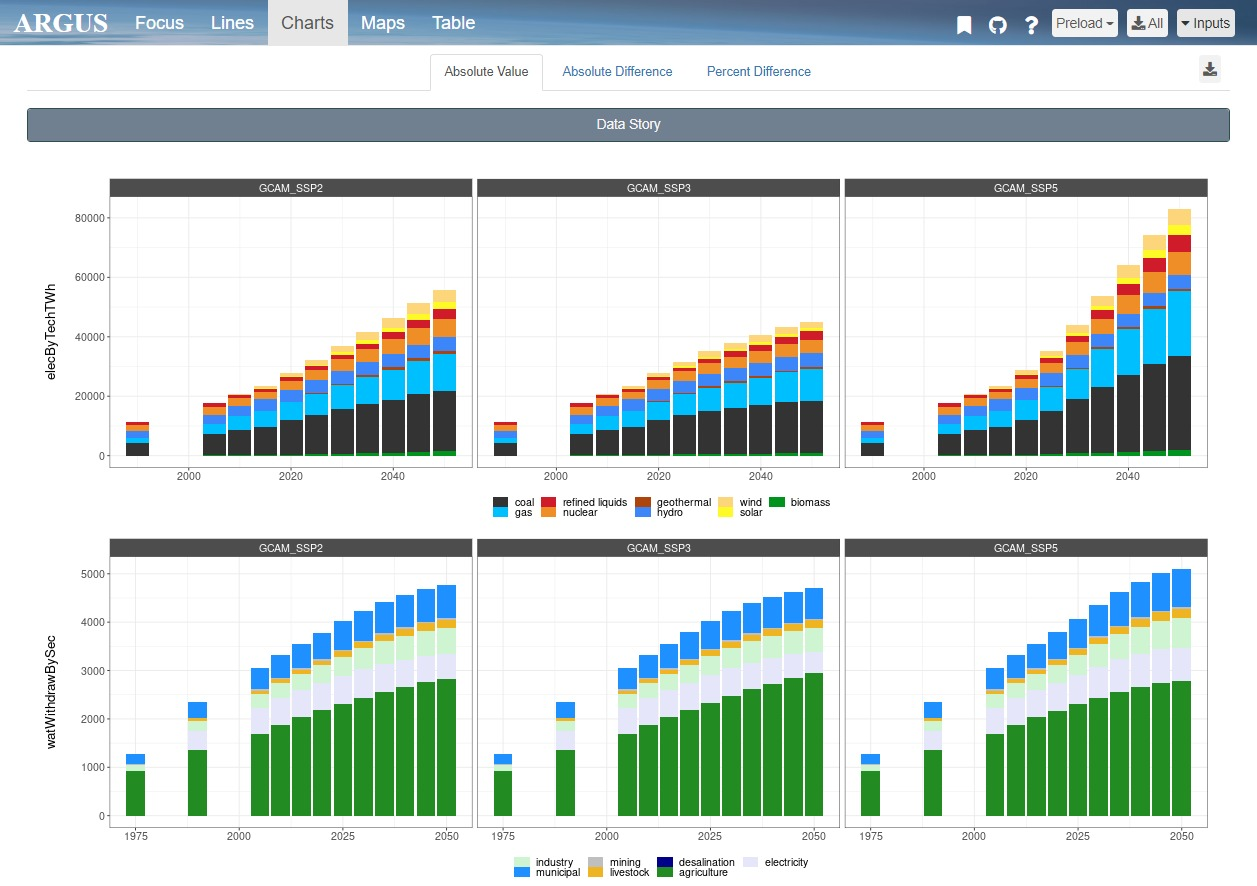 ARGUS Focus Lines Charts Maps Table ? Preload All Inputs
Absolute Value Absolute Difference Percent Difference
Data Story
GCAM_SSP2 GCAM_SSP3 GCAM_SSP5
elecByTechTWh
80000
60000
40000
20000
0
2000 2020 2040 2000 2020 2040 2000 2020 2040
coal refined liquids geothermal wind biomass
gas nuclear hydro solar
GCAM_SSP2 GCAM_SSP3 GCAM_SSP5
watWithdrawBySec
5000
4000
3000
2000
1000
0
1975 2000 2025 2050 1975 2000 2025 2050 1975 2000 2025 2050
industry mining desalination electricity
municipal livestock agriculture